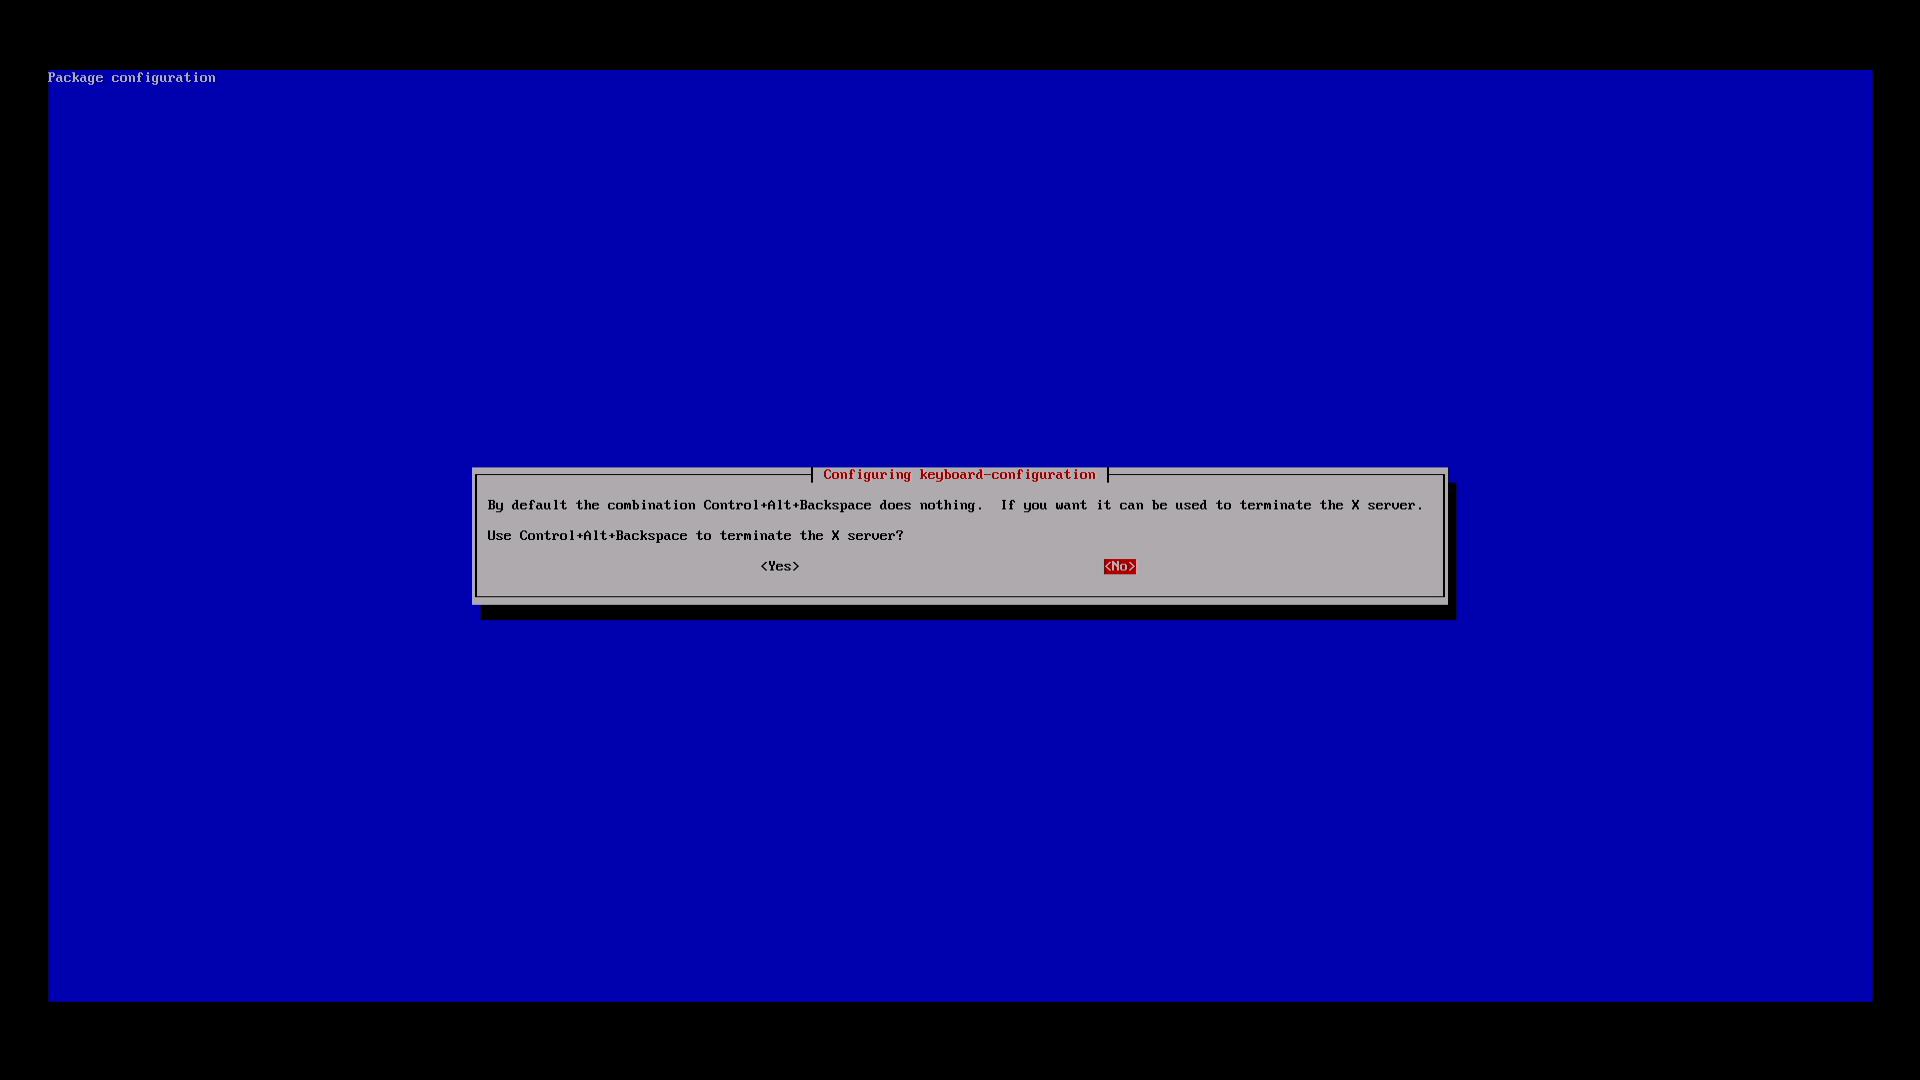 Package configuration
Configuring keyboard-configuration
By default the combination Control+Alt+Backspace does nothing.  If you want it can be used to terminate the X server.
Use Control+Alt+Backspace to terminate the X server?
<Yes> <No>